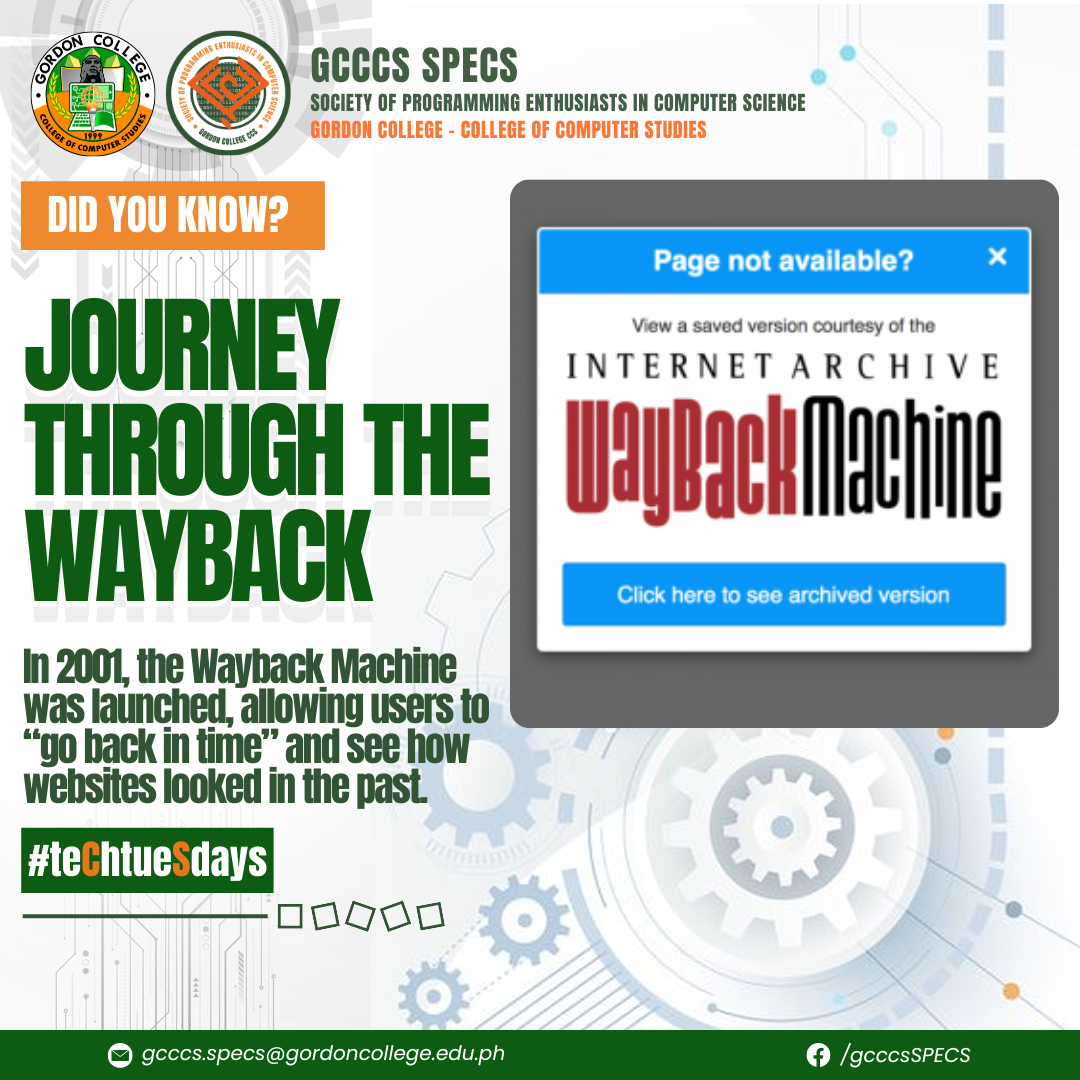 GORDON COLLEGE
COLLEGE OF COMPUTER STUDIES
1999
SOCIETY OF PROGRAMMING ENTHUSIASTS IN COMPUTER SCIENCE
GORDON COLLEGE CCS
GCCCS SPECS
SOCIETY OF PROGRAMMING ENTHUSIASTS IN COMPUTER SCIENCE
GORDON COLLEGE - COLLEGE OF COMPUTER STUDIES
DID YOU KNOW?
JOURNEY
THROUGH THE
WAYBACK
In 2001, the Wayback Machine
was launched, allowing users to
“go back in time” and see how
websites looked in the past.
#teChtueSdays
Page not available?
View a saved version courtesy of the
INTERNET ARCHIVE
WayBackMachine
Click here to see archived version
gcccs.specs@gordoncollege.edu.ph
/gcccsSPECS